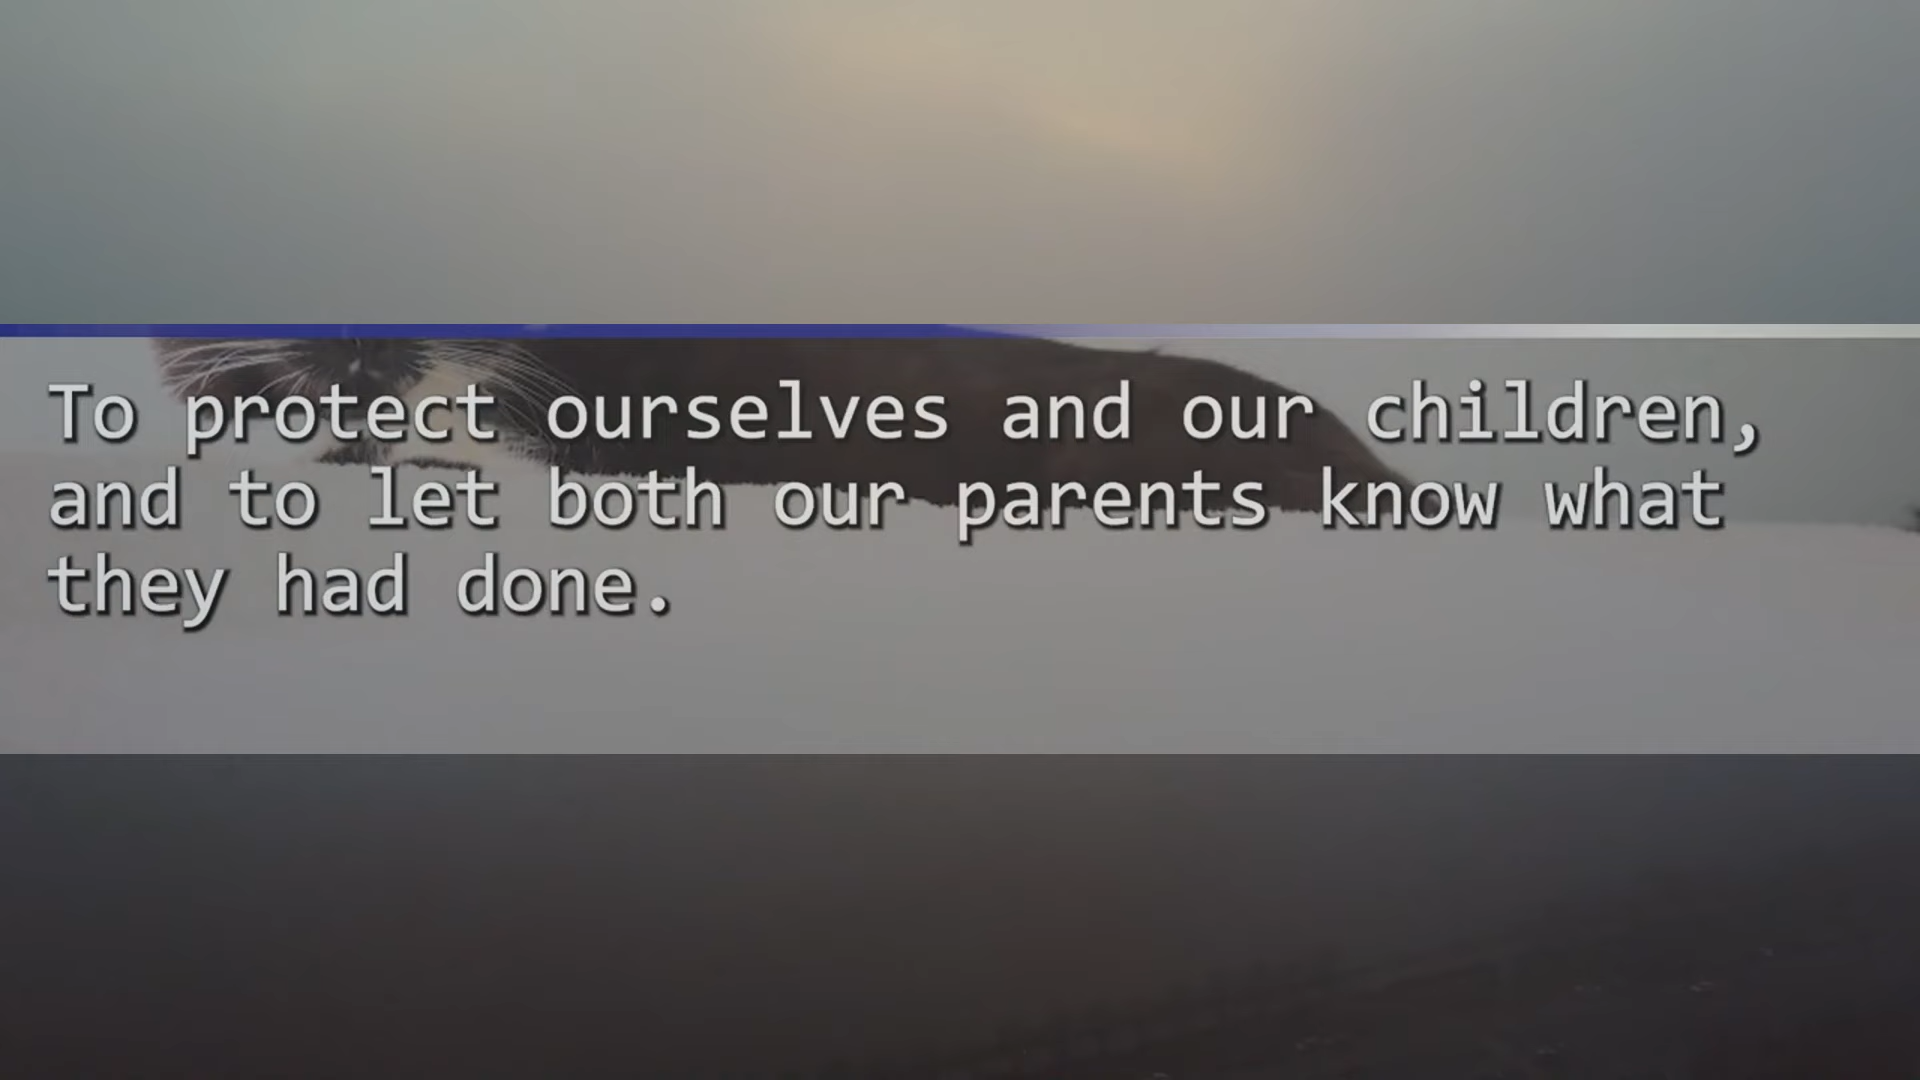 To protect ourselves and our children,
and to let both our parents know what
they had done.